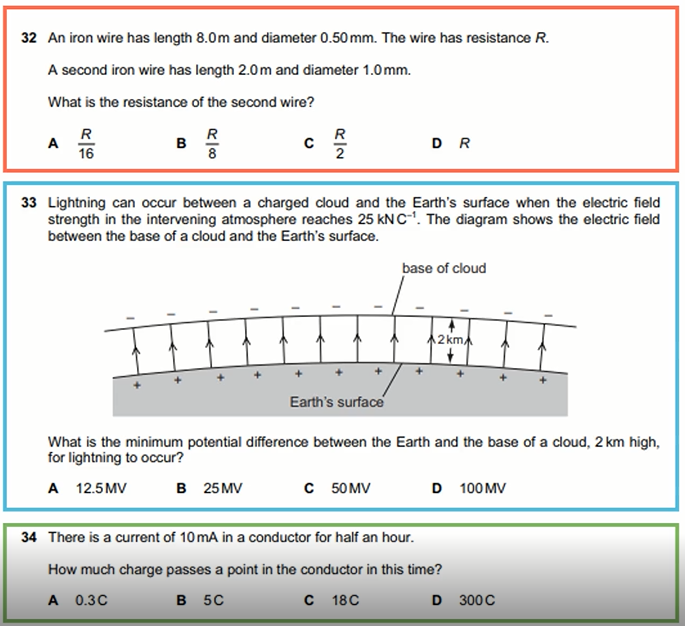 32 An iron wire has length 8.0 m and diameter 0.50 mm. The wire has resistance R.
A second iron wire has length 2.0 m and diameter 1.0 mm.
What is the resistance of the second wire?
A R/16 B R/8 C R/2 D R
33 Lightning can occur between a charged cloud and the Earth's surface when the electric field
strength in the intervening atmosphere reaches 25 kN C⁻¹. The diagram shows the electric field
between the base of a cloud and the Earth's surface.
base of cloud
– – – – – – – – – – –
2 km
+ + + + + + + + + + +
Earth's surface
What is the minimum potential difference between the Earth and the base of a cloud, 2 km high,
for lightning to occur?
A 12.5 MV B 25 MV C 50 MV D 100 MV
34 There is a current of 10 mA in a conductor for half an hour.
How much charge passes a point in the conductor in this time?
A 0.3 C B 5 C C 18 C D 300 C